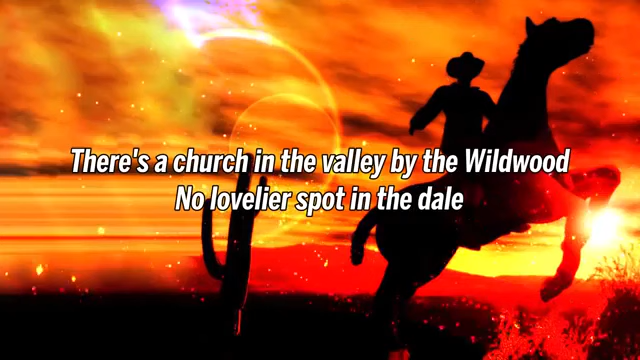 There's a church in the valley by the Wildwood
No lovelier spot in the dale